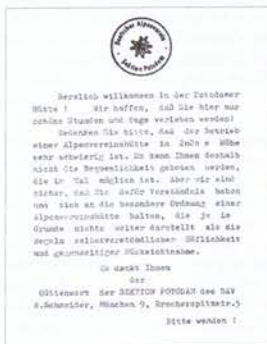 Deutscher Alpenverein
Sektion Potsdam
Herzlich willkommen in der Potsdamer
Hütte ! Wir hoffen, daß Sie hier nur
schöne Stunden und Tage verleben werden!
Bedenken Sie bitte, daß der Betrieb
einer Alpenvereinshütte in 2020 m Höhe
sehr schwierig ist. Es kann Ihnen deshalb
nicht die Bequemlichkeit geboten werden,
die im Tal möglich ist. Aber wir sind
sicher, daß Sie dafür Verständnis haben
und sich an die besondere Ordnung einer
Alpenvereinshütte halten, die ja im
Grunde nichts weiter darstellt als die
Regeln selbstverständlicher Höflichkeit
und gegenseitiger Rücksichtnahme.
Es dankt Ihnen
der
Hüttenwart der SEKTION POTSDAM des DAV
Schneider, München 9, Brecherspitzstr.5
Bitte wenden !